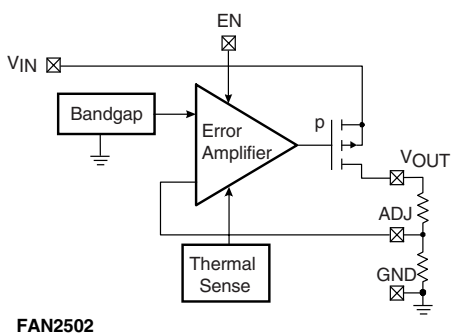 EN
VIN
Bandgap
Error
Amplifier
p
VOUT
ADJ
Thermal
Sense
GND
FAN2502